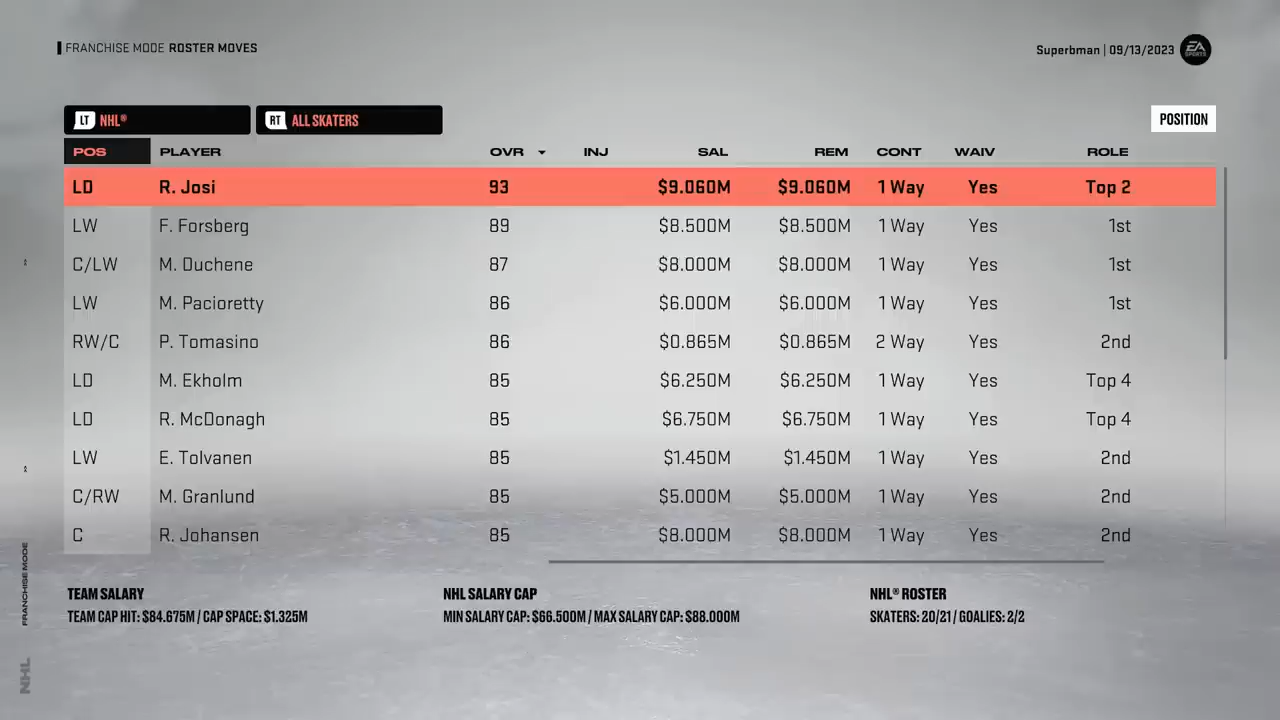 FRANCHISE MODE ROSTER MOVES
Superbman | 09/13/2023
EA SPORTS
LT NHL® RT ALL SKATERS
POSITION
POS PLAYER OVR INJ SAL REM CONT WAIV ROLE
LD R. Josi 93 $9.060M $9.060M 1 Way Yes Top 2
LW F. Forsberg 89 $8.500M $8.500M 1 Way Yes 1st
C/LW M. Duchene 87 $8.000M $8.000M 1 Way Yes 1st
LW M. Pacioretty 86 $6.000M $6.000M 1 Way Yes 1st
RW/C P. Tomasino 86 $0.865M $0.865M 2 Way Yes 2nd
LD M. Ekholm 85 $6.250M $6.250M 1 Way Yes Top 4
LD R. McDonagh 85 $6.750M $6.750M 1 Way Yes Top 4
LW E. Tolvanen 85 $1.450M $1.450M 1 Way Yes 2nd
C/RW M. Granlund 85 $5.000M $5.000M 1 Way Yes 2nd
C R. Johansen 85 $8.000M $8.000M 1 Way Yes 2nd
TEAM SALARY
TEAM CAP HIT: $84.675M / CAP SPACE: $1.325M
NHL SALARY CAP
MIN SALARY CAP: $66.500M / MAX SALARY CAP: $88.000M
NHL® ROSTER
SKATERS: 20/21 / GOALIES: 2/2
FRANCHISE MODE
NHL